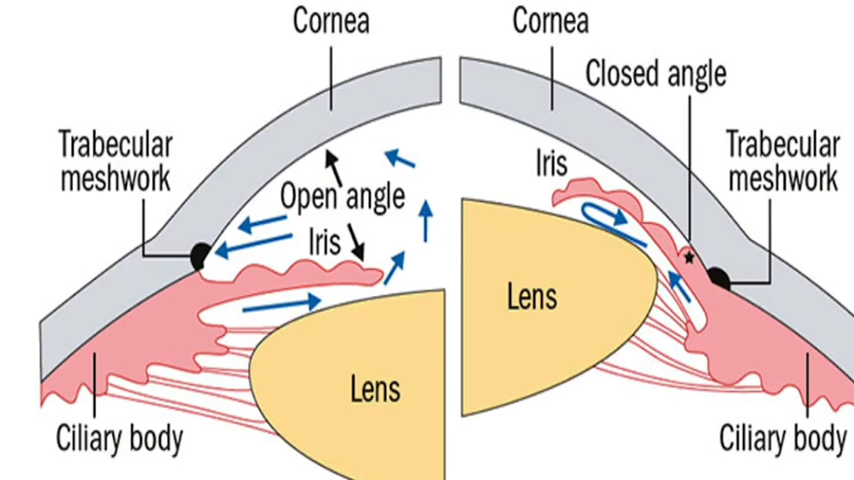 Cornea
Trabecular
meshwork
Open angle
Iris
Lens
Ciliary body
Cornea
Closed angle
Iris
Trabecular
meshwork
Lens
Ciliary body